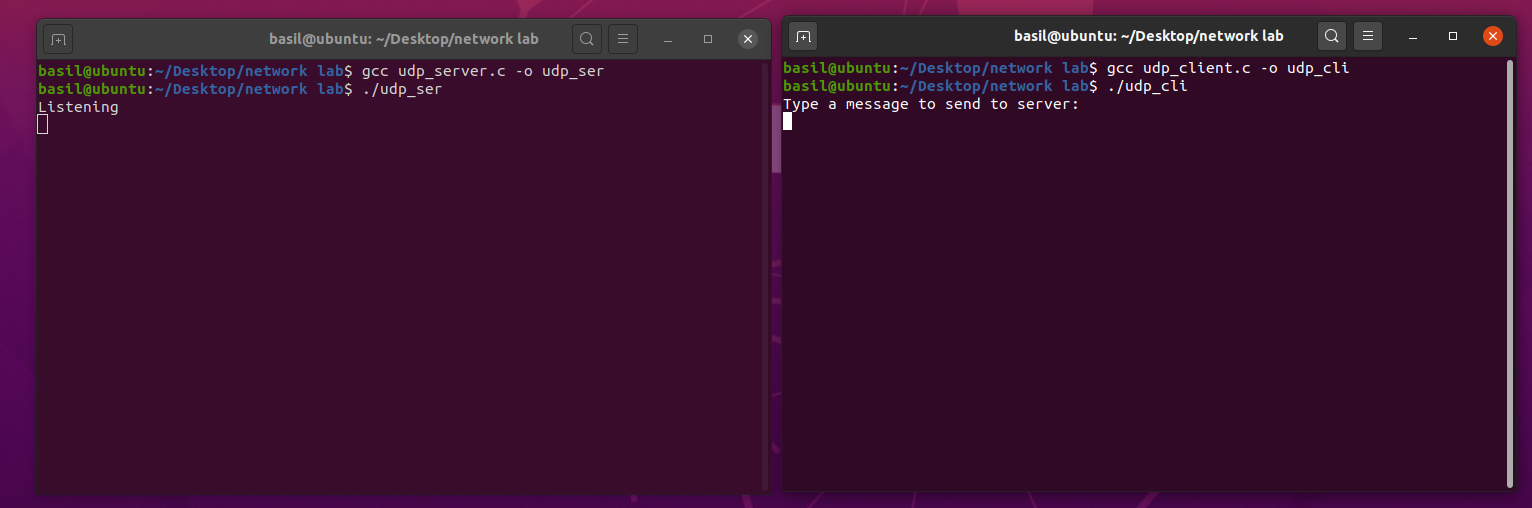 basil@ubuntu: ~/Desktop/network lab
basil@ubuntu:~/Desktop/network lab$ gcc udp_server.c -o udp_ser
basil@ubuntu:~/Desktop/network lab$ ./udp_ser
Listening
basil@ubuntu: ~/Desktop/network lab
basil@ubuntu:~/Desktop/network lab$ gcc udp_client.c -o udp_cli
basil@ubuntu:~/Desktop/network lab$ ./udp_cli
Type a message to send to server: